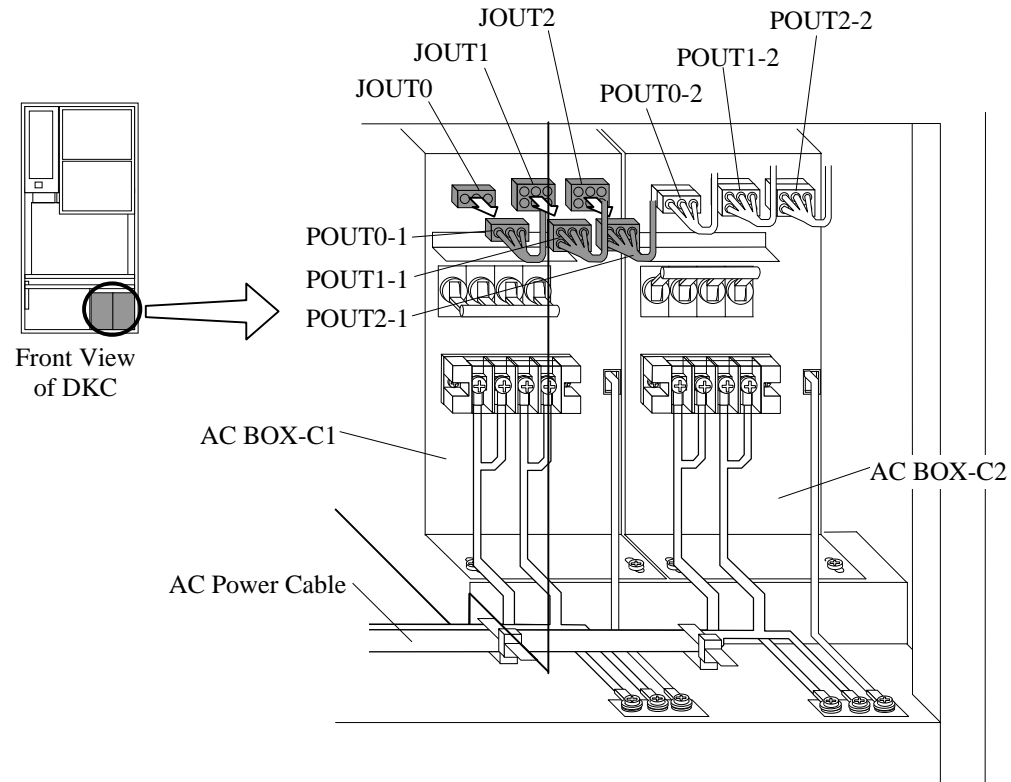 JOUT2
POUT2-2
JOUT1
POUT1-2
JOUT0
POUT0-2
POUT0-1
POUT1-1
POUT2-1
Front View
of DKC
AC BOX-C1
AC BOX-C2
AC Power Cable